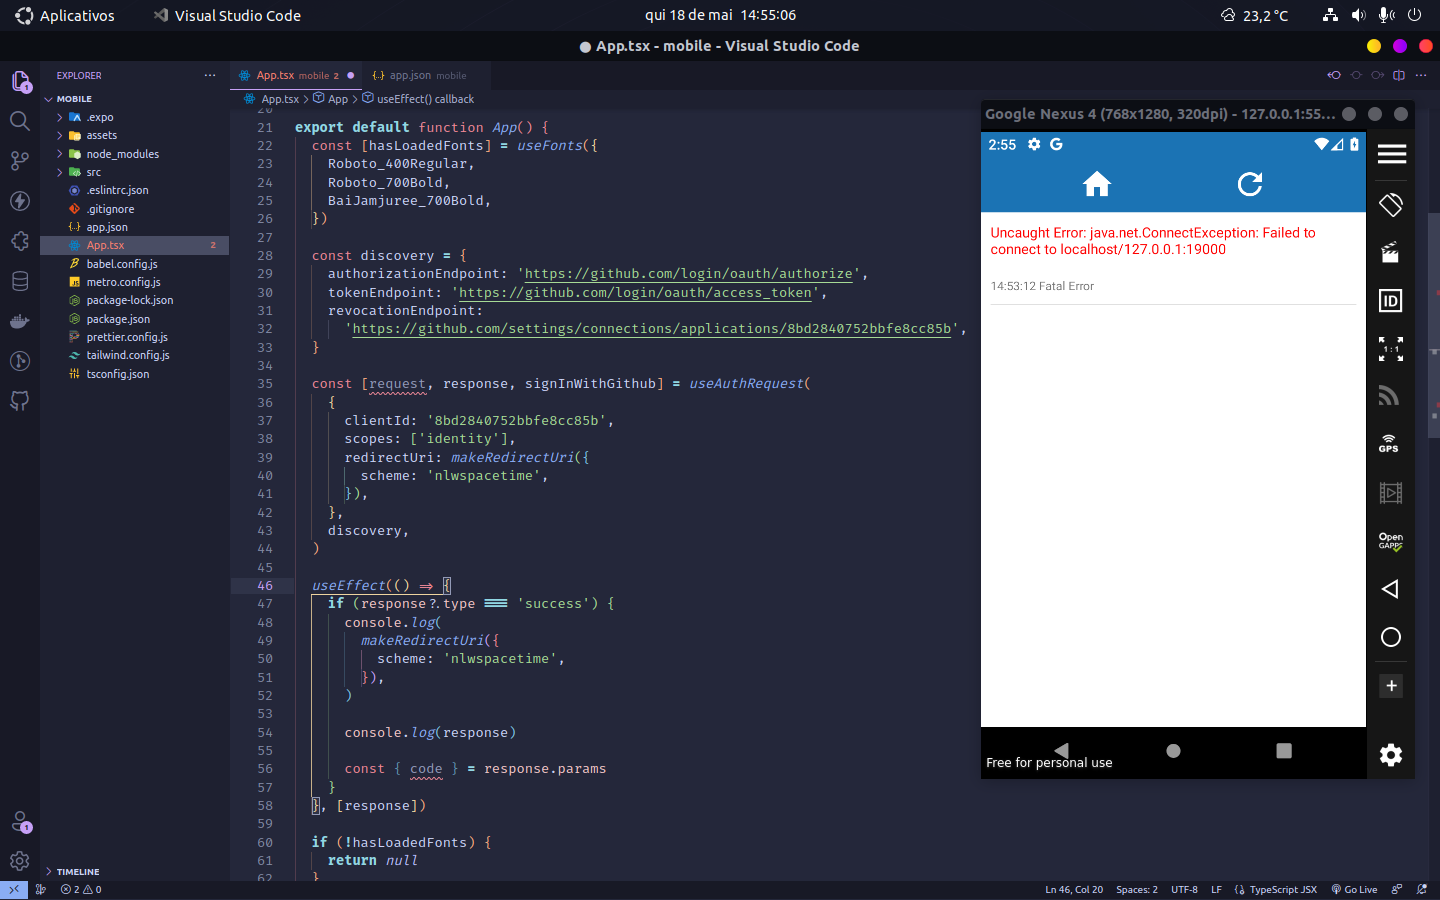 Aplicativos
Visual Studio Code
qui 18 de mai 14:55:06
23,2 °C
● App.tsx - mobile - Visual Studio Code
EXPLORER
MOBILE
.expo
assets
node_modules
src
.eslintrc.json
.gitignore
app.json
App.tsx 2
babel.config.js
metro.config.js
package-lock.json
package.json
prettier.config.js
tailwind.config.js
tsconfig.json
TIMELINE
App.tsx mobile 2
app.json mobile
App.tsx > App > useEffect() callback
20
21 export default function App() {
22 const [hasLoadedFonts] = useFonts({
23 Roboto_400Regular,
24 Roboto_700Bold,
25 BaiJamjuree_700Bold,
26 })
27
28 const discovery = {
29 authorizationEndpoint: 'https://github.com/login/oauth/authorize',
30 tokenEndpoint: 'https://github.com/login/oauth/access_token',
31 revocationEndpoint:
32 'https://github.com/settings/connections/applications/8bd2840752bbfe8cc85b',
33 }
34
35 const [request, response, signInWithGithub] = useAuthRequest(
36 {
37 clientId: '8bd2840752bbfe8cc85b',
38 scopes: ['identity'],
39 redirectUri: makeRedirectUri({
40 scheme: 'nlwspacetime',
41 }),
42 },
43 discovery,
44 )
45
46 useEffect(() => {
47 if (response?.type === 'success') {
48 console.log(
49 makeRedirectUri({
50 scheme: 'nlwspacetime',
51 }),
52 )
53
54 console.log(response)
55
56 const { code } = response.params
57 }
58 }, [response])
59
60 if (!hasLoadedFonts) {
61 return null
62 }
Google Nexus 4 (768x1280, 320dpi) - 127.0.0.1:55...
2:55
G
Uncaught Error: java.net.ConnectException: Failed to
connect to localhost/127.0.0.1:19000
14:53:12 Fatal Error
Free for personal use
ID
1:1
GPS
Open
GAPPS
2 0
Ln 46, Col 20
Spaces: 2
UTF-8
LF
TypeScript JSX
Go Live